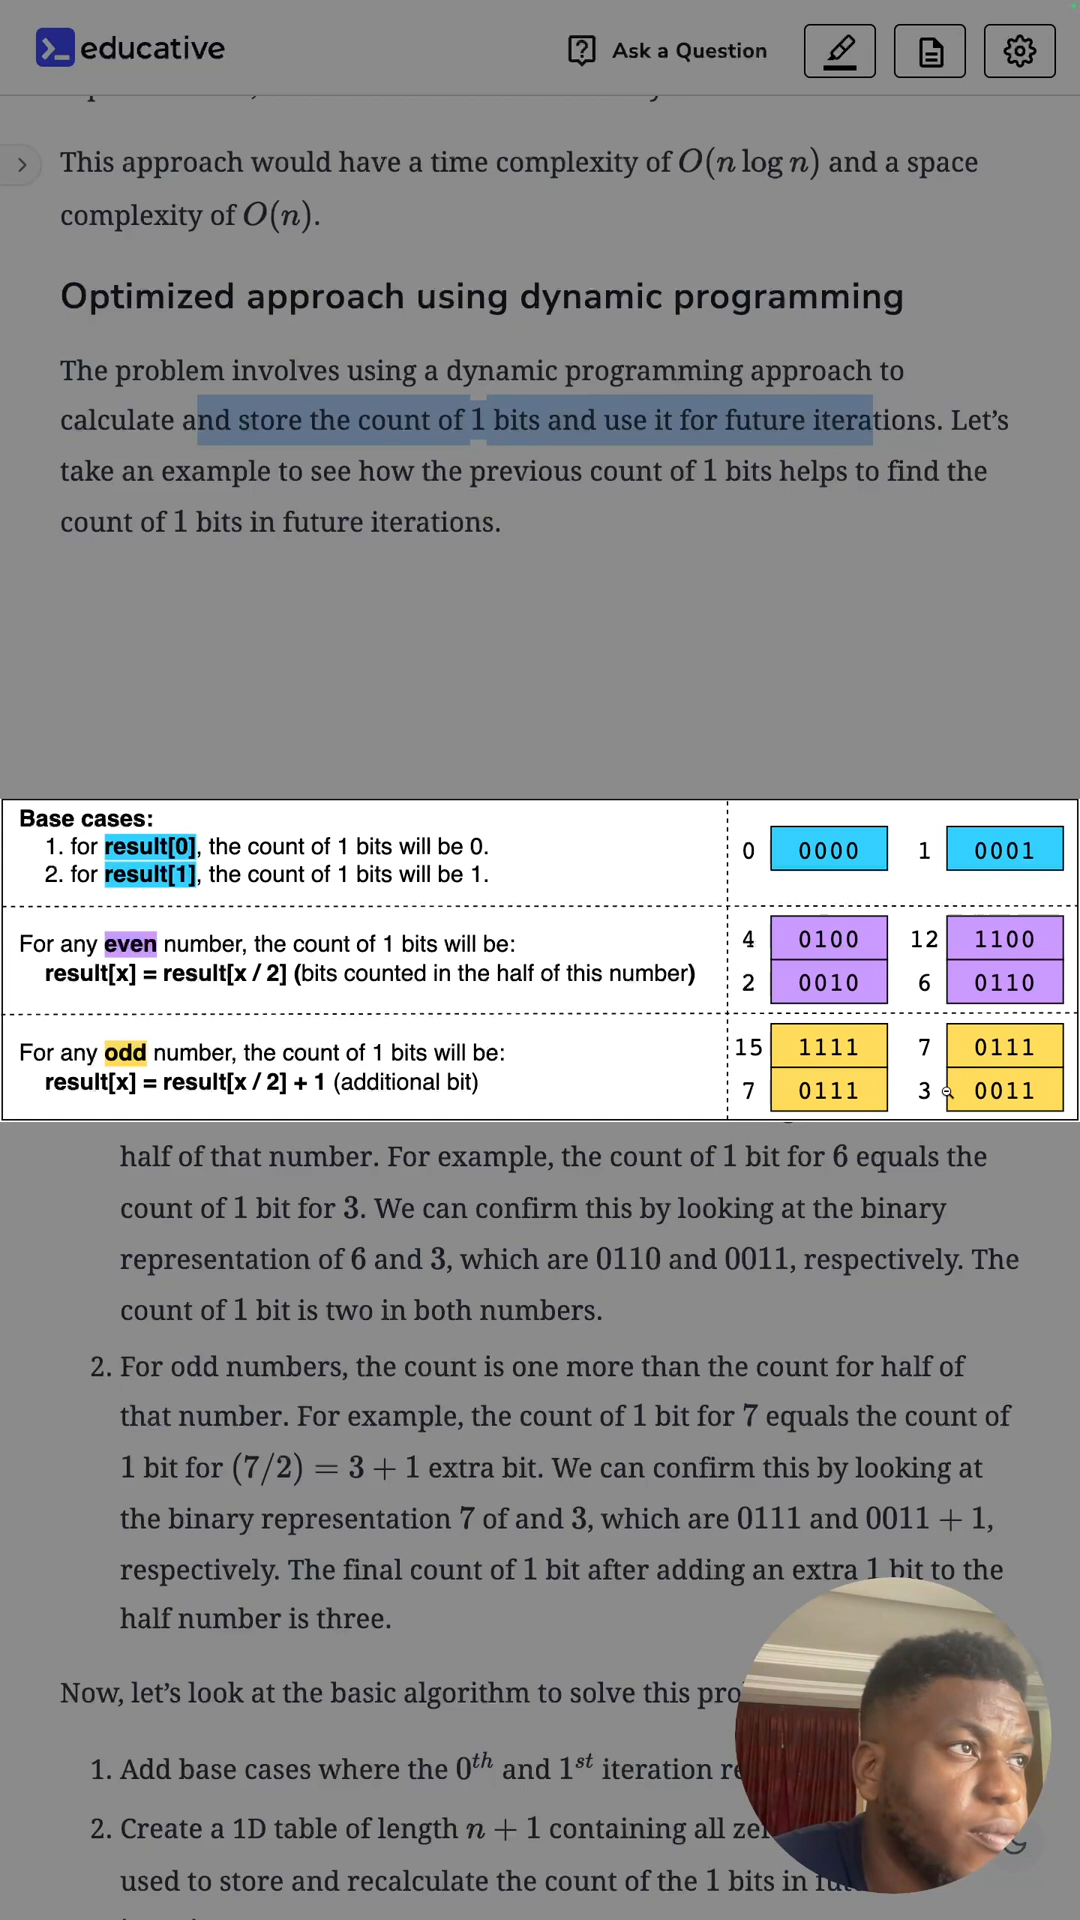 educative
Ask a Question
This approach would have a time complexity of O(n log n) and a space
complexity of O(n).
Optimized approach using dynamic programming
The problem involves using a dynamic programming approach to
calculate and store the count of 1 bits and use it for future iterations. Let’s
take an example to see how the previous count of 1 bits helps to find the
count of 1 bits in future iterations.
Base cases:
1. for result[0], the count of 1 bits will be 0.
2. for result[1], the count of 1 bits will be 1.
0 0000 1 0001
For any even number, the count of 1 bits will be:
result[x] = result[x / 2] (bits counted in the half of this number)
4 0100 12 1100
2 0010 6 0110
For any odd number, the count of 1 bits will be:
result[x] = result[x / 2] + 1 (additional bit)
15 1111 7 0111
7 0111 3 0011
half of that number. For example, the count of 1 bit for 6 equals the
count of 1 bit for 3. We can confirm this by looking at the binary
representation of 6 and 3, which are 0110 and 0011, respectively. The
count of 1 bit is two in both numbers.
2. For odd numbers, the count is one more than the count for half of
that number. For example, the count of 1 bit for 7 equals the count of
1 bit for (7/2) = 3 + 1 extra bit. We can confirm this by looking at
the binary representation 7 of and 3, which are 0111 and 0011 + 1,
respectively. The final count of 1 bit after adding an extra 1 bit to the
half number is three.
Now, let’s look at the basic algorithm to solve this
1. Add base cases where the 0th and 1st iteration
2. Create a 1D table of length n + 1 containing all
used to store and recalculate the count of the 1 bits in